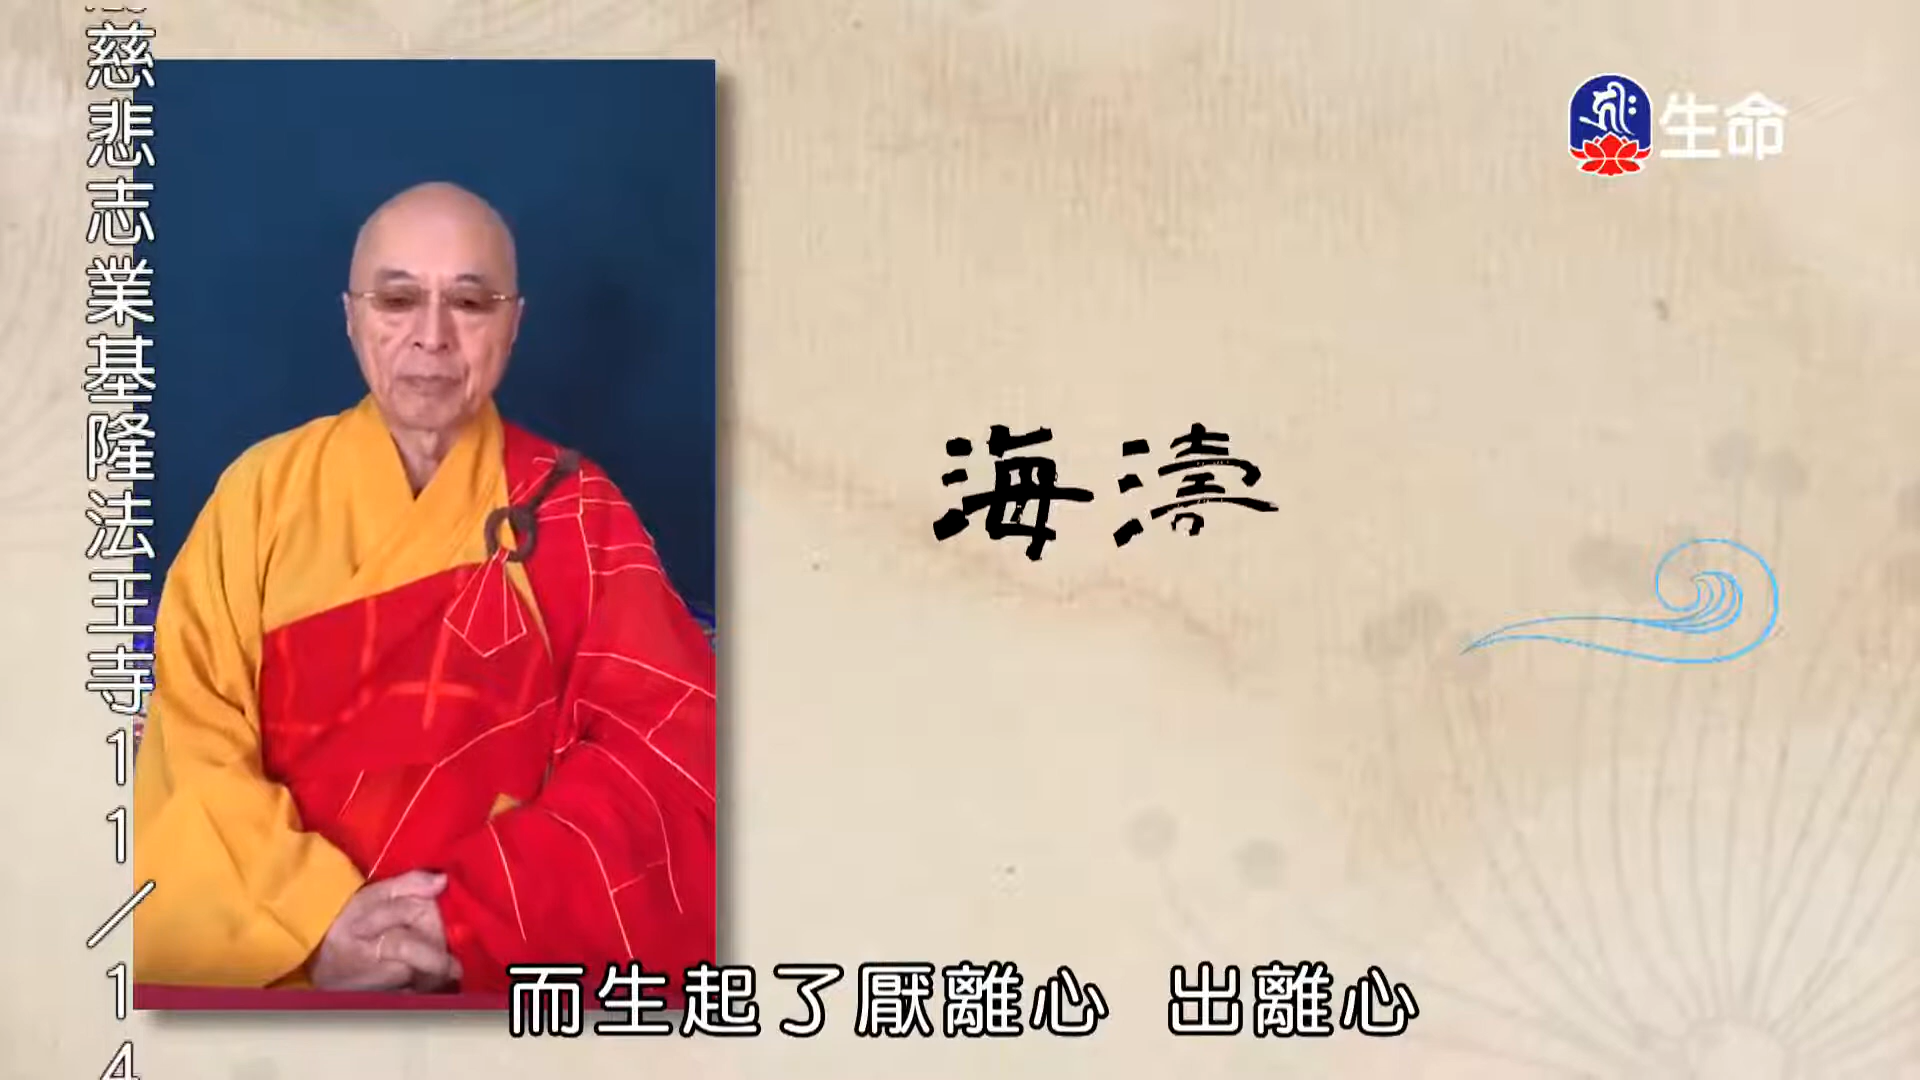 慈悲志業基隆法王寺11/14
生命
海濤
而生起了厭離心 出離心